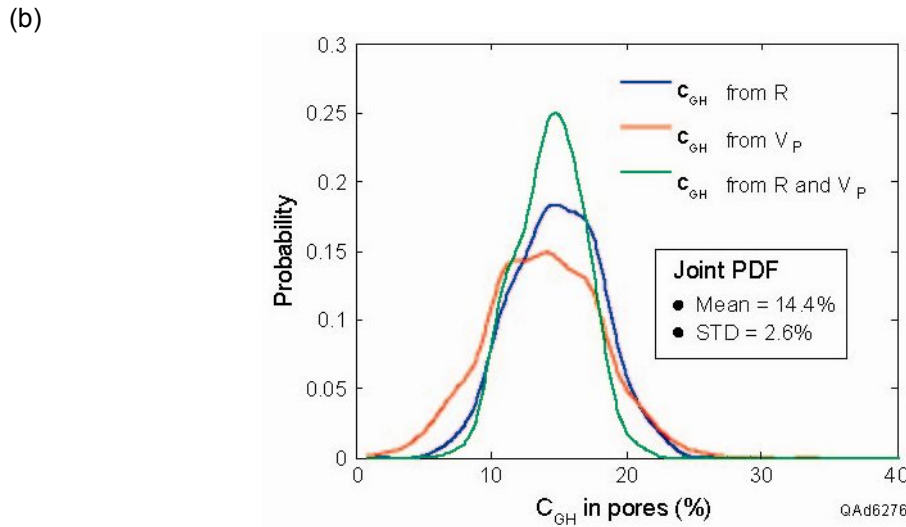 (b)
0.3
0.25
0.2
0.15
0.1
0.05
0
Probability
C_GH from R
C_GH from V_P
C_GH from R and V_P
Joint PDF
● Mean = 14.4%
● STD = 2.6%
0 10 20 30 40
C_GH in pores (%)
QAd6276